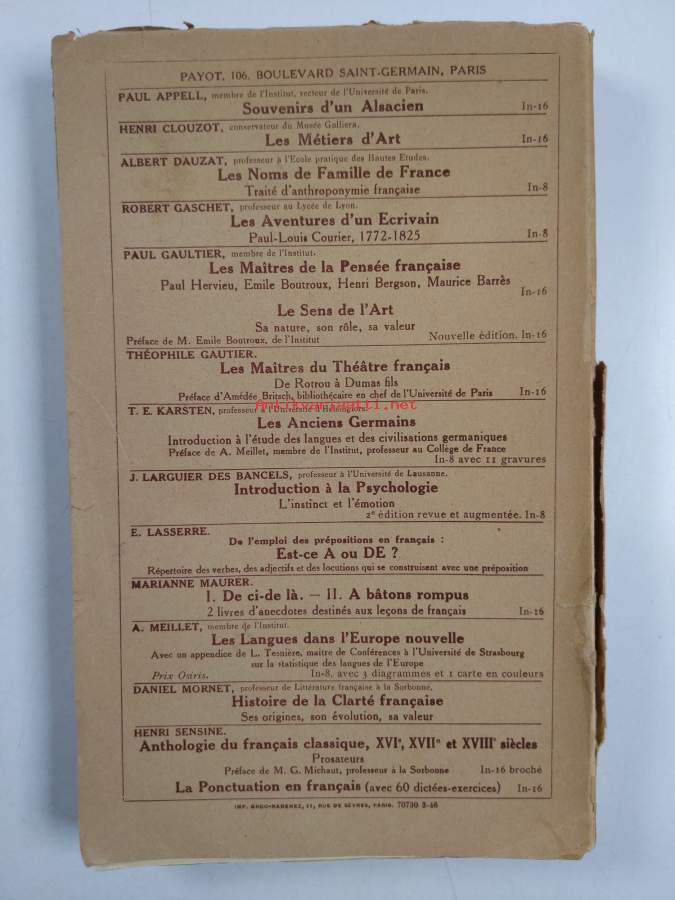 PAYOT, 106, BOULEVARD SAINT-GERMAIN, PARIS
PAUL APPELL, membre de l'Institut, recteur de l'Université de Paris.
Souvenirs d'un Alsacien In-16
HENRI CLOUZOT, conservateur du Musée Galliera.
Les Métiers d'Art In-16
ALBERT DAUZAT, professeur à l'Ecole pratique des Hautes Etudes.
Les Noms de Famille de France
Traité d'anthroponymie française In-8
ROBERT GASCHET, professeur au Lycée de Lyon.
Les Aventures d'un Ecrivain
Paul-Louis Courier, 1772-1825 In-8
PAUL GAULTIER, membre de l'Institut.
Les Maîtres de la Pensée française
Paul Hervieu, Emile Boutroux, Henri Bergson, Maurice Barrès
In-16
Le Sens de l'Art
Sa nature, son rôle, sa valeur
Préface de M. Emile Boutroux, de l'Institut Nouvelle édition. In-16
THÉOPHILE GAUTIER.
Les Maîtres du Théâtre français
De Rotrou à Dumas fils
Préface d'Amédée Britsch, bibliothécaire en chef de l'Université de Paris In-16
Antikvariaatti.net
T. E. KARSTEN, professeur à l'Université d'Helsingfors.
Les Anciens Germains
Introduction à l'étude des langues et des civilisations germaniques
Préface de A. Meillet, membre de l'Institut, professeur au Collège de France
In-8 avec 11 gravures
J. LARGUIER DES BANCELS, professeur à l'Université de Lausanne.
Introduction à la Psychologie
L'instinct et l'émotion
2e édition revue et augmentée. In-8
E. LASSERRE.
De l'emploi des prépositions en français :
Est-ce A ou DE ?
Répertoire des verbes, des adjectifs et des locutions qui se construisent avec une préposition
MARIANNE MAURER.
I. De ci-de là. — II. A bâtons rompus
2 livres d'anecdotes destinés aux leçons de français In-16
A. MEILLET, membre de l'Institut.
Les Langues dans l'Europe nouvelle
Avec un appendice de L. Tesnière, maître de Conférences à l'Université de Strasbourg
sur la statistique des langues de l'Europe
Prix Osiris. In-8, avec 3 diagrammes et 1 carte en couleurs
DANIEL MORNET, professeur de Littérature française à la Sorbonne.
Histoire de la Clarté française
Ses origines, son évolution, sa valeur
HENRI SENSINE.
Anthologie du français classique, XVIe, XVIIe et XVIIIe siècles
Prosateurs
Préface de M. G. Michaut, professeur à la Sorbonne In-16 broché
La Ponctuation en français (avec 60 dictées-exercices) In-16
11, RUE DE SÈVRES, PARIS. 70730 3-46